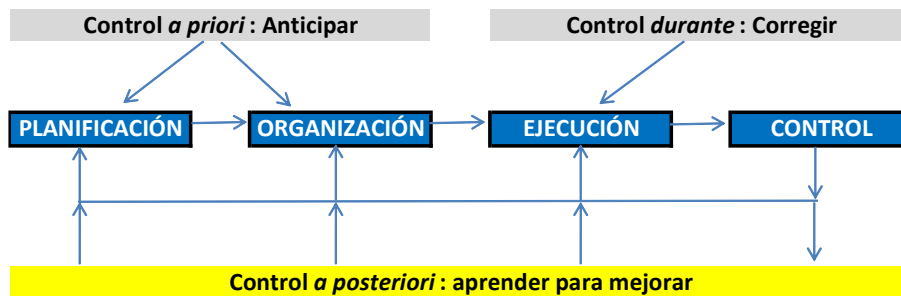 Control a priori : Anticipar
Control durante : Corregir
PLANIFICACIÓN
ORGANIZACIÓN
EJECUCIÓN
CONTROL
Control a posteriori : aprender para mejorar